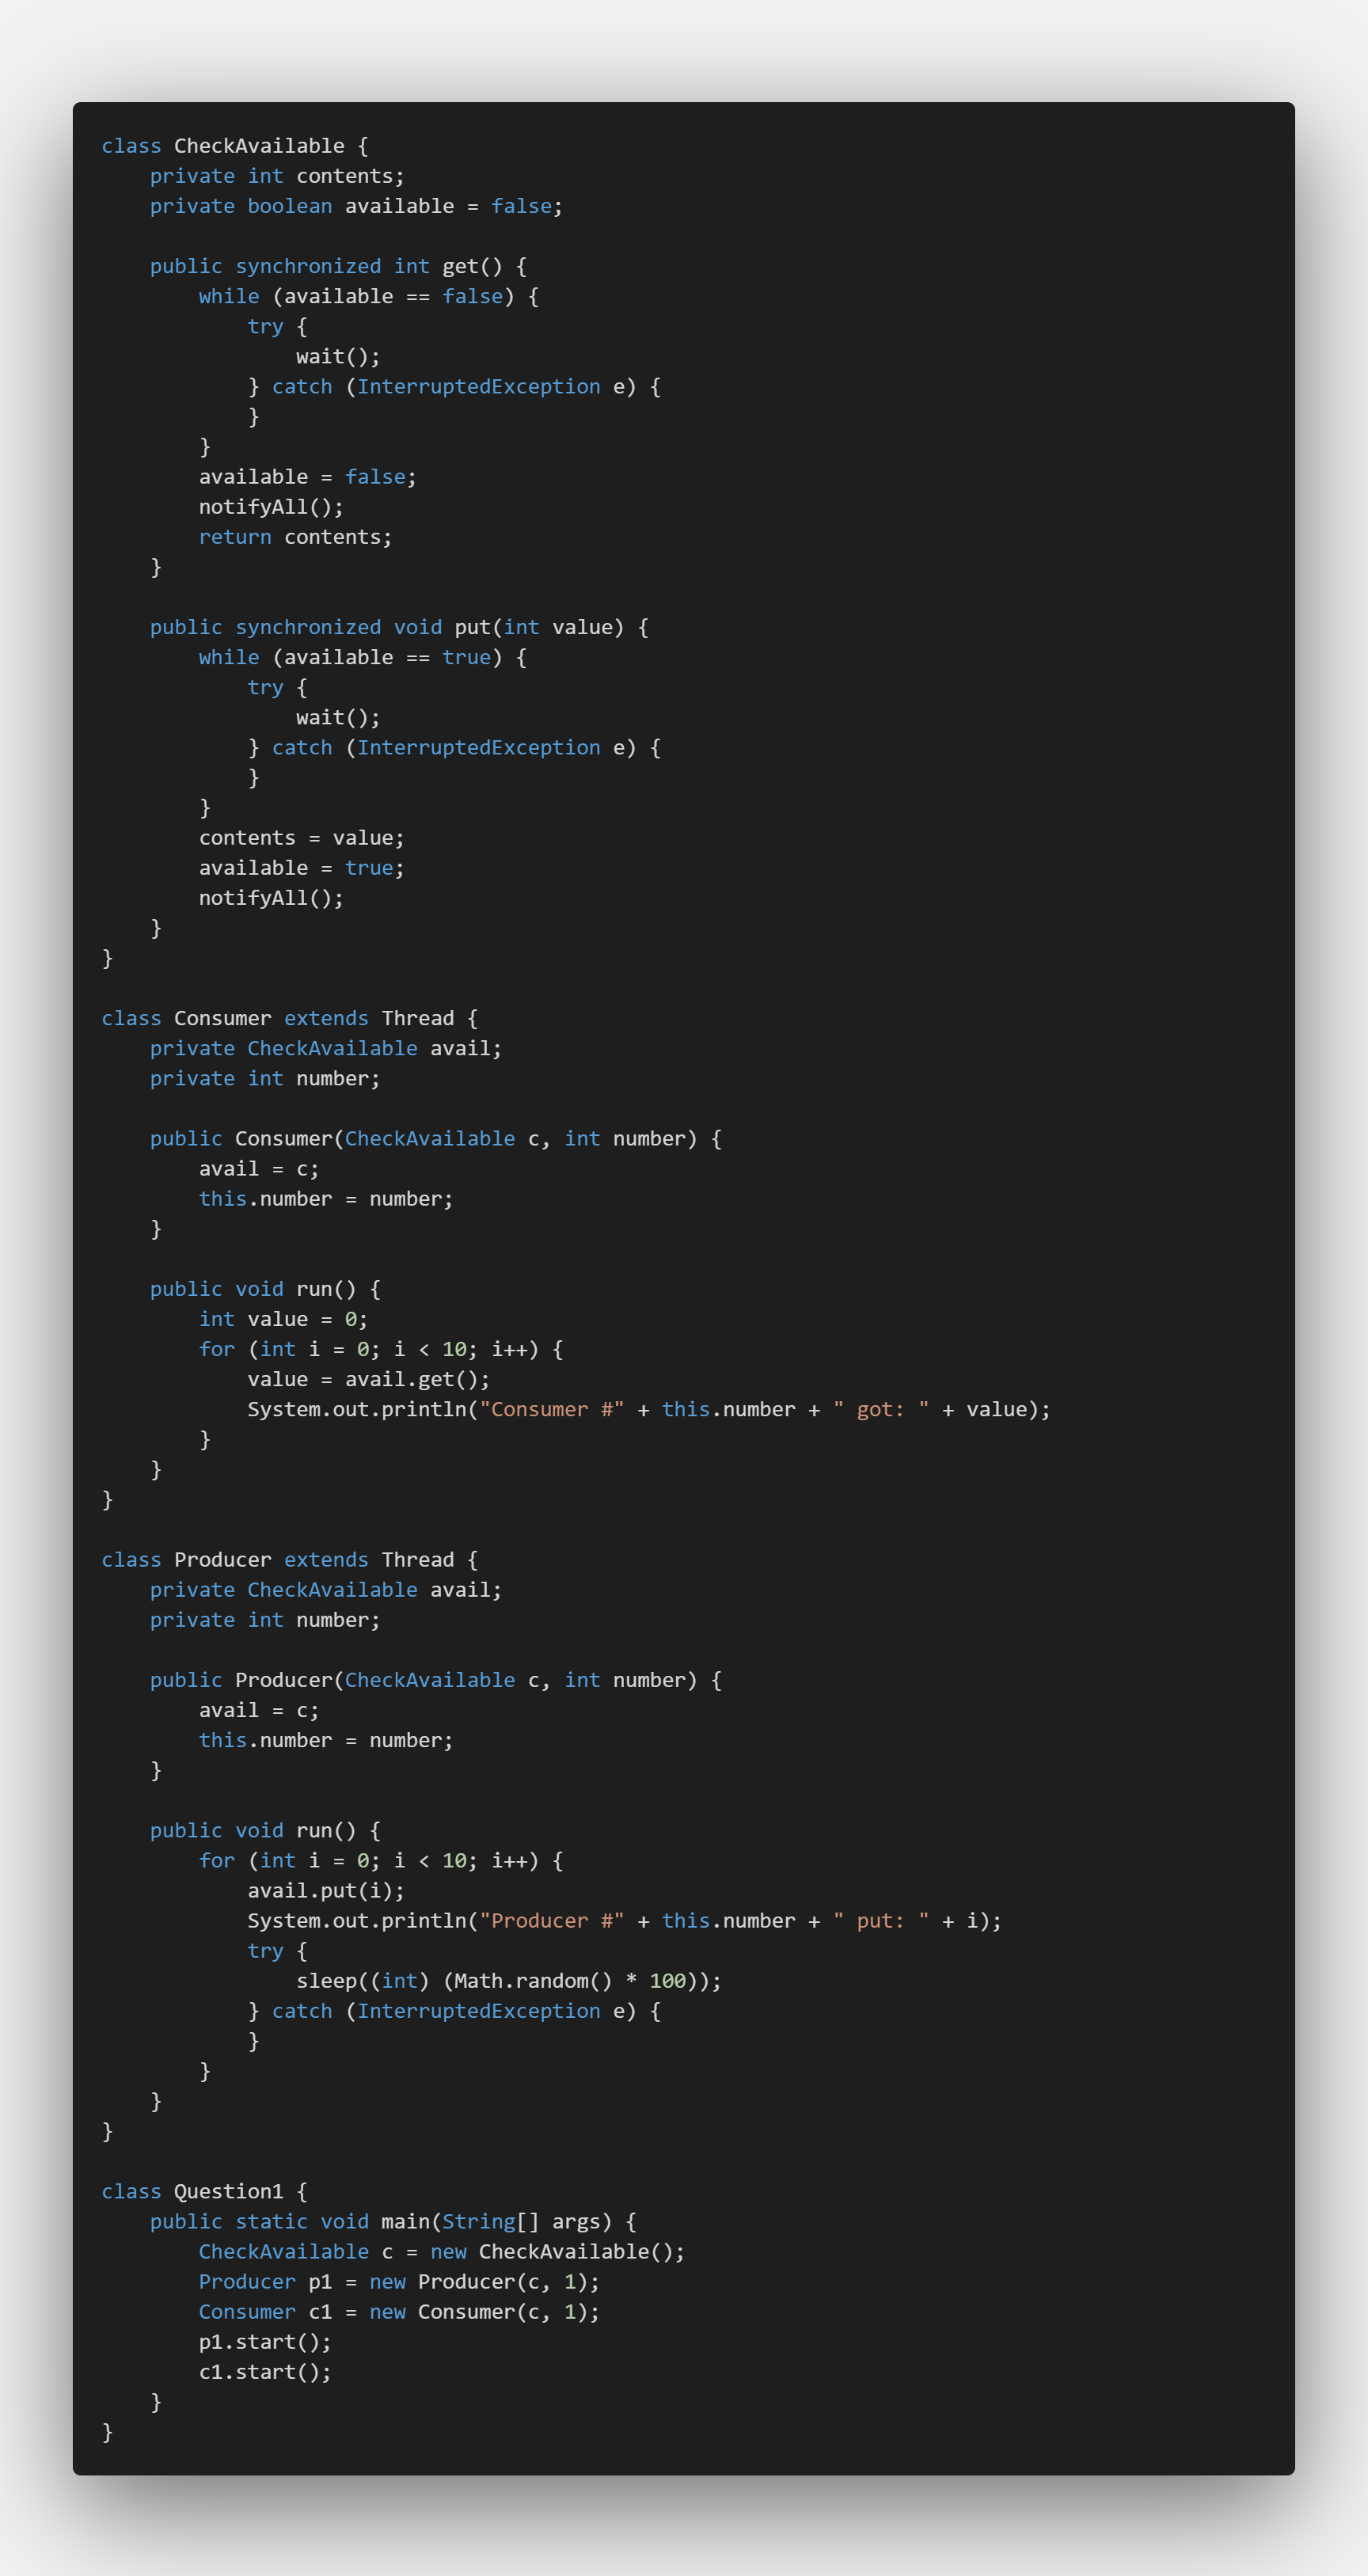 class CheckAvailable {
    private int contents;
    private boolean available = false;

    public synchronized int get() {
        while (available == false) {
            try {
                wait();
            } catch (InterruptedException e) {
            }
        }
        available = false;
        notifyAll();
        return contents;
    }

    public synchronized void put(int value) {
        while (available == true) {
            try {
                wait();
            } catch (InterruptedException e) {
            }
        }
        contents = value;
        available = true;
        notifyAll();
    }
}

class Consumer extends Thread {
    private CheckAvailable avail;
    private int number;

    public Consumer(CheckAvailable c, int number) {
        avail = c;
        this.number = number;
    }

    public void run() {
        int value = 0;
        for (int i = 0; i < 10; i++) {
            value = avail.get();
            System.out.println("Consumer #" + this.number + " got: " + value);
        }
    }
}

class Producer extends Thread {
    private CheckAvailable avail;
    private int number;

    public Producer(CheckAvailable c, int number) {
        avail = c;
        this.number = number;
    }

    public void run() {
        for (int i = 0; i < 10; i++) {
            avail.put(i);
            System.out.println("Producer #" + this.number + " put: " + i);
            try {
                sleep((int) (Math.random() * 100));
            } catch (InterruptedException e) {
            }
        }
    }
}

class Question1 {
    public static void main(String[] args) {
        CheckAvailable c = new CheckAvailable();
        Producer p1 = new Producer(c, 1);
        Consumer c1 = new Consumer(c, 1);
        p1.start();
        c1.start();
    }
}